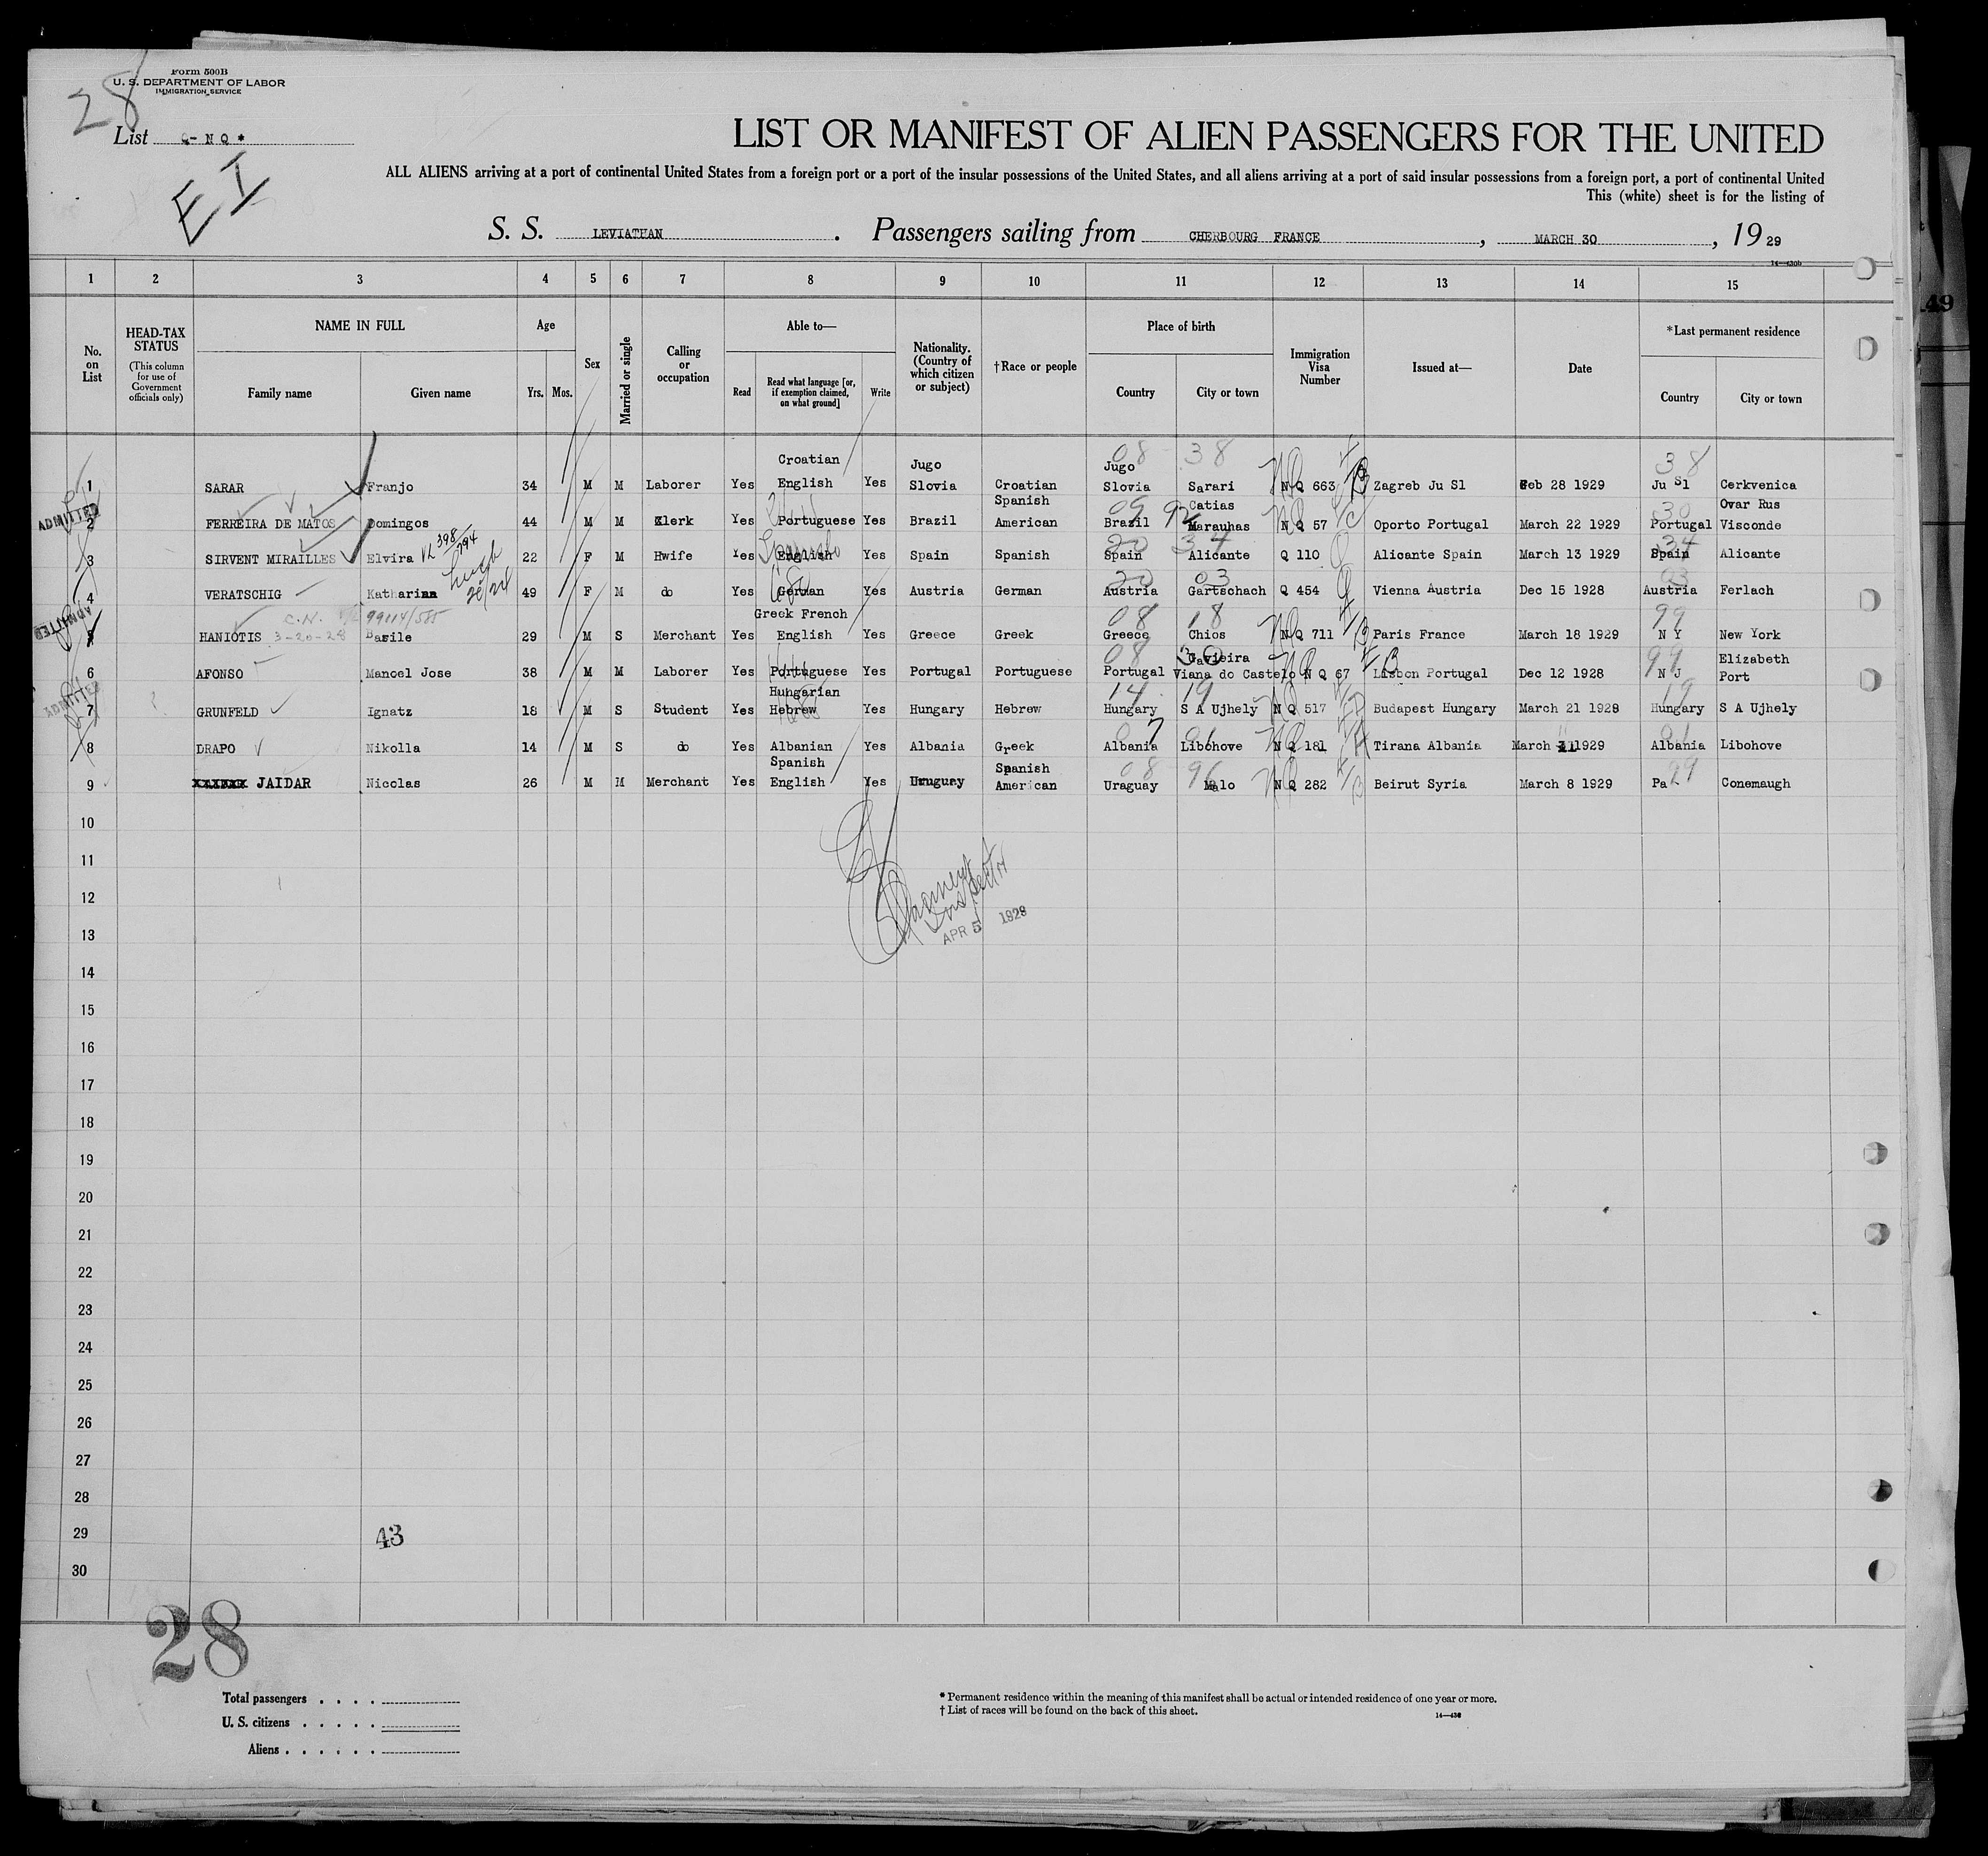 Form 500B
U. S. DEPARTMENT OF LABOR
IMMIGRATION SERVICE
28
List Q- N Q *
E I
LIST OR MANIFEST OF ALIEN PASSENGERS FOR THE UNITED
ALL ALIENS arriving at a port of continental United States from a foreign port or a port of the insular possessions of the United States, and all aliens arriving at a port of said insular possessions from a foreign port, a port of continental United
This (white) sheet is for the listing of
S. S. LEVIATHAN. Passengers sailing from CHERBOURG FRANCE, MARCH 30, 1929
14—430b
1 2 3 4 5 6 7 8 9 10 11 12 13 14 15
No. on List
HEAD-TAX STATUS
(This column for use of Government officials only)
NAME IN FULL
Family name Given name
Age
Yrs. Mos.
Sex
Married or single
Calling or occupation
Able to—
Read
Read what language [or, if exemption claimed, on what ground]
Write
Nationality. (Country of which citizen or subject)
†Race or people
Place of birth
Country City or town
Immigration Visa Number
Issued at—
Date
*Last permanent residence
Country City or town
1 SARAR Franjo 34 M M Laborer Yes Croatian English Yes Jugo Slovia Croatian Jugo Slovia Sarari N Q 663 Zagreb Ju Sl Feb 28 1929 Ju Sl Cerkvenica
2 FERREIRA DE MATOS Domingos 44 M M Clerk Yes Portuguese Yes Brazil Spanish American Brazil Catias Marauhas N Q 57 Oporto Portugal March 22 1929 Portugal Ovar Rus Visconde
3 SIRVENT MIRAILLES Elvira 22 F M Hwife Yes English Yes Spain Spanish Spain Alicante Q 110 Alicante Spain March 13 1929 Spain Alicante
4 VERATSCHIG Katharina 49 F M do Yes German Yes Austria German Austria Gartschach Q 454 Vienna Austria Dec 15 1928 Austria Ferlach
5 HANIOTIS 3-20-28 Basile 29 M S Merchant Yes Greek French English Yes Greece Greek Greece Chios N Q 711 Paris France March 18 1929 N Y New York
6 AFONSO Manoel Jose 38 M M Laborer Yes Portuguese Yes Portugal Portuguese Portugal Gavieira Viana do Castelo N Q 67 Lisbon Portugal Dec 12 1928 N J Elizabeth Port
7 GRUNFELD Ignatz 18 M S Student Yes Hungarian Hebrew Yes Hungary Hebrew Hungary S A Ujhely N Q 517 Budapest Hungary March 21 1928 Hungary S A Ujhely
8 DRAPO Nikolla 14 M S do Yes Albanian Yes Albania Greek Albania Libohove N Q 181 Tirana Albania March 1929 Albania Libohove
9 JAIDAR Nicolas 26 M M Merchant Yes Spanish English Yes Uruguay Spanish American Uraguay Malo N Q 282 Beirut Syria March 8 1929 Pa Conemaugh
ADMITTED
ADMITTED
ADMITTED
10
11
12
Inspector
APR 5 1929
13
14
15
16
17
18
19
20
21
22
23
24
25
26
27
28
29
43
30
28
Total passengers
U. S. citizens
Aliens
* Permanent residence within the meaning of this manifest shall be actual or intended residence of one year or more.
† List of races will be found on the back of this sheet.
14—430